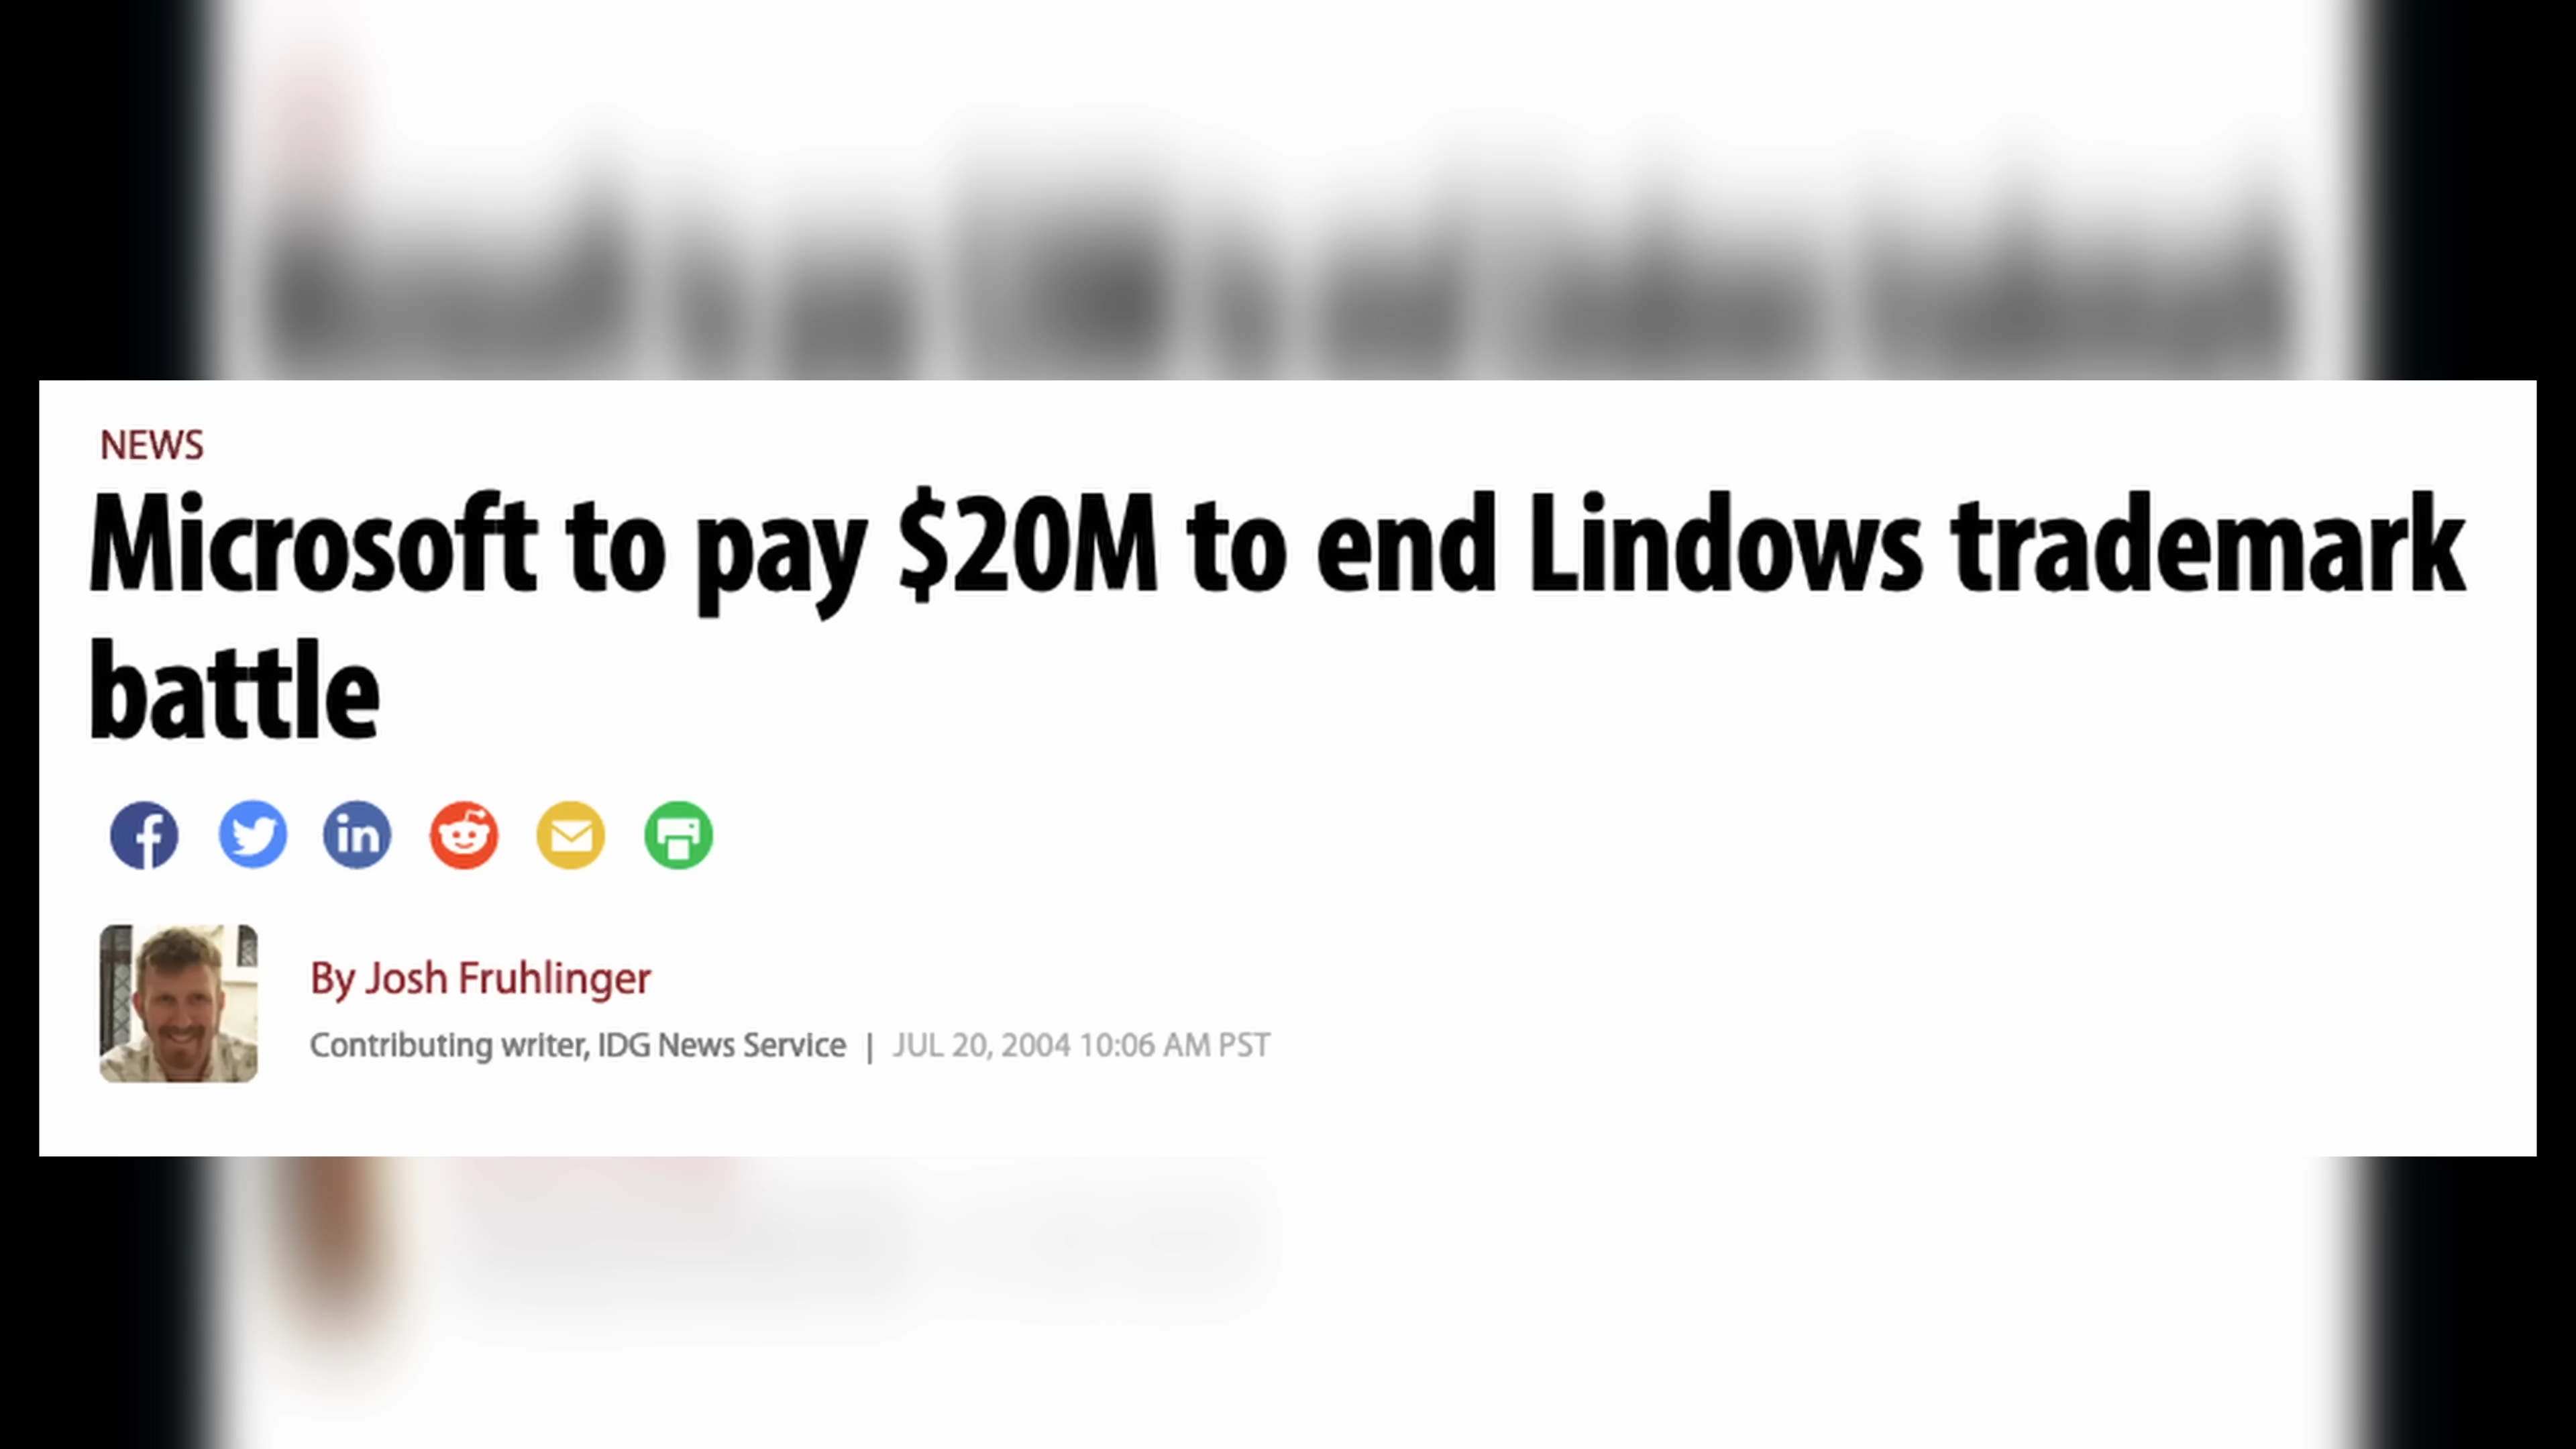 NEWS
Microsoft to pay $20M to end Lindows trademark
battle
By Josh Fruhlinger
Contributing writer, IDG News Service | JUL 20, 2004 10:06 AM PST